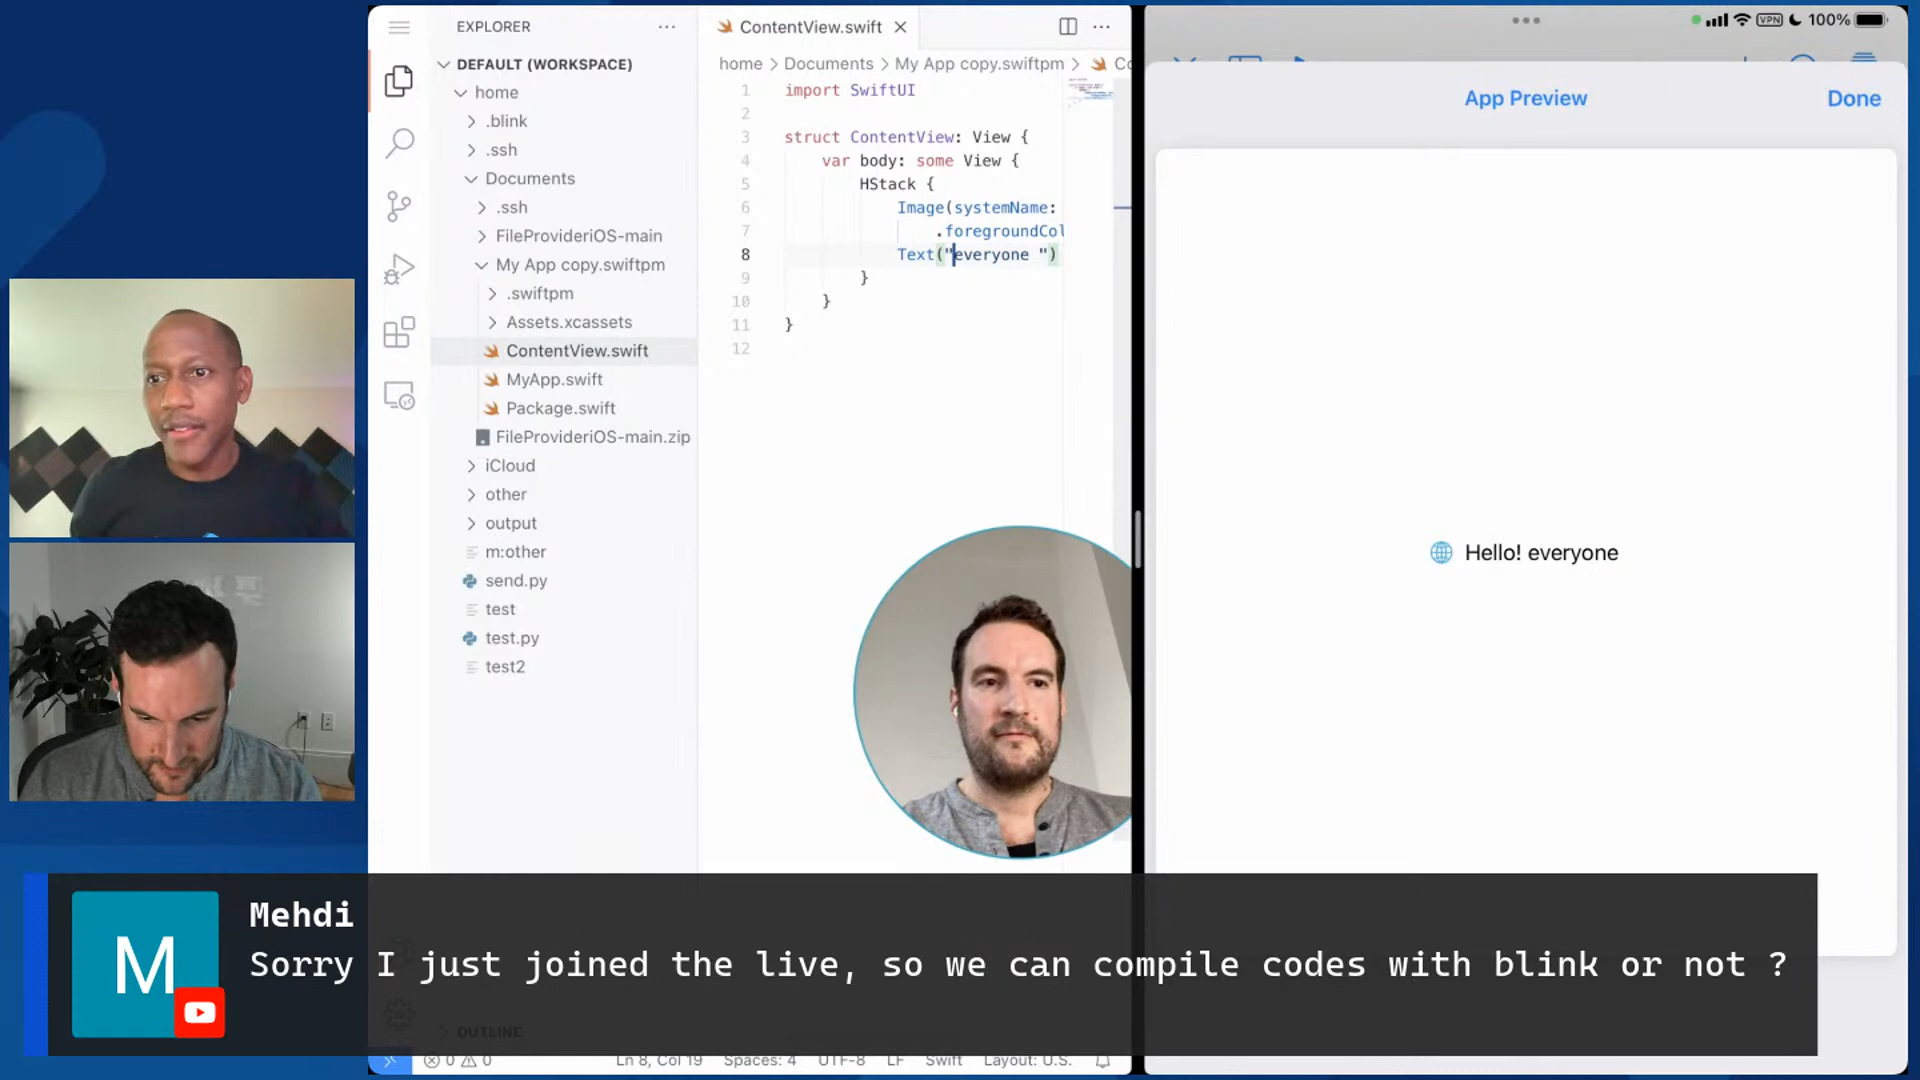 EXPLORER
DEFAULT (WORKSPACE)
home
.blink
.ssh
Documents
.ssh
FileProvideriOS-main
My App copy.swiftpm
.swiftpm
Assets.xcassets
ContentView.swift
MyApp.swift
Package.swift
FileProvideriOS-main.zip
iCloud
other
output
m:other
send.py
test
test.py
test2
OUTLINE
ContentView.swift
home > Documents > My App copy.swiftpm >
1 import SwiftUI
2
3 struct ContentView: View {
4 var body: some View {
5 HStack {
6 Image(systemName:
7 .foregroundCol
8 Text("everyone ")
9 }
10 }
11 }
12
0 0 Ln 8, Col 19 Spaces: 4 UTF-8 LF Swift Layout: U.S.
VPN 100%
App Preview Done
Hello! everyone
M
Mehdi
Sorry I just joined the live, so we can compile codes with blink or not ?